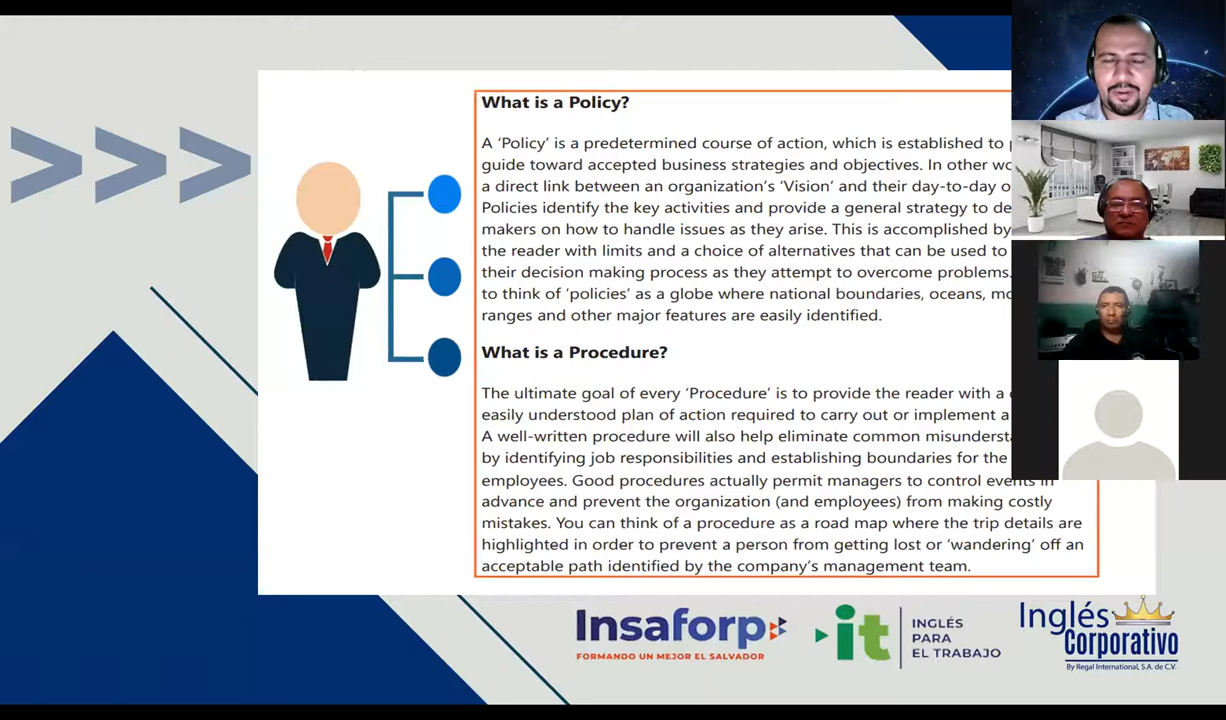 What is a Policy?
A ‘Policy’ is a predetermined course of action, which is established to
guide toward accepted business strategies and objectives. In other
a direct link between an organization’s ‘Vision’ and their day-to-day
Policies identify the key activities and provide a general strategy to
makers on how to handle issues as they arise. This is accomplished by
the reader with limits and a choice of alternatives that can be used to
their decision making process as they attempt to overcome problems.
to think of ‘policies’ as a globe where national boundaries, oceans,
ranges and other major features are easily identified.
What is a Procedure?
The ultimate goal of every ‘Procedure’ is to provide the reader with a
easily understood plan of action required to carry out or implement a
A well-written procedure will also help eliminate common
by identifying job responsibilities and establishing boundaries for the
employees. Good procedures actually permit managers to control events in
advance and prevent the organization (and employees) from making costly
mistakes. You can think of a procedure as a road map where the trip details are
highlighted in order to prevent a person from getting lost or ‘wandering’ off an
acceptable path identified by the company’s management team.
Insaforp
FORMANDO UN MEJOR EL SALVADOR
it
INGLÉS
PARA
EL TRABAJO
Inglés
Corporativo
By Regal International, S.A. de C.V.